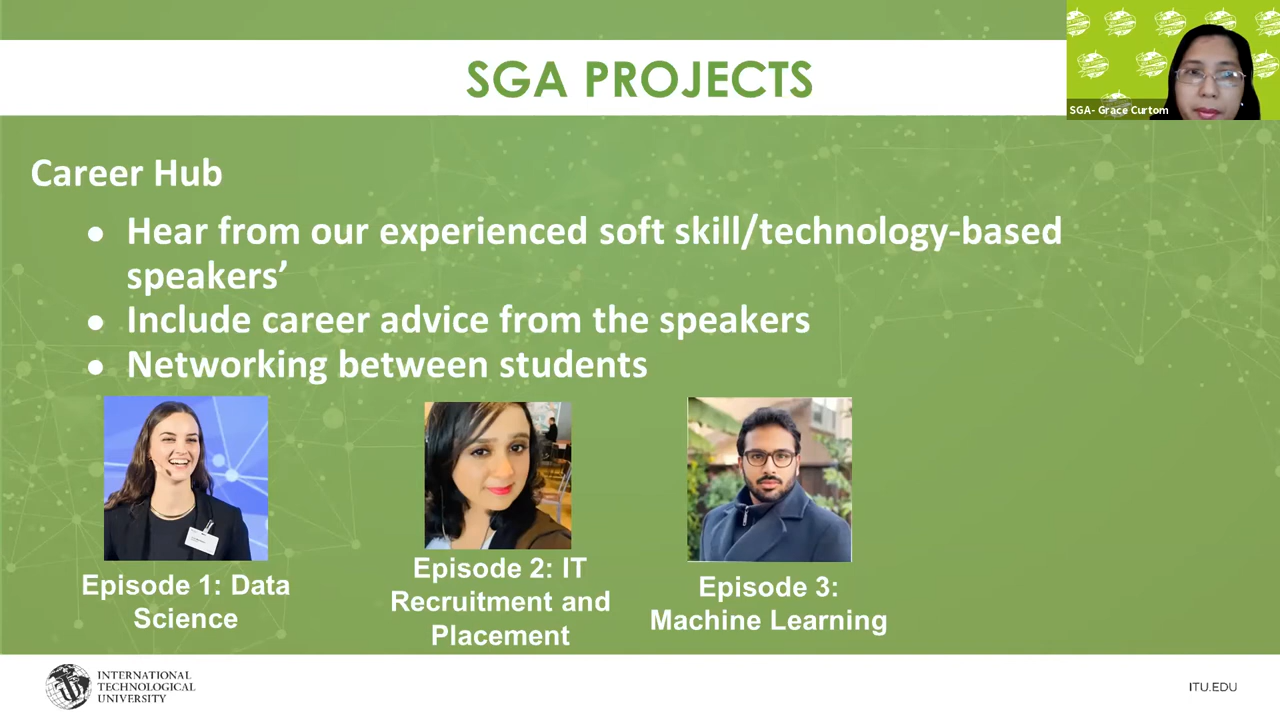 SGA PROJECTS
SGA- Grace Curtom
Career Hub
● Hear from our experienced soft skill/technology-based
speakers’
● Include career advice from the speakers
● Networking between students
Episode 1: Data
Science
Episode 2: IT
Recruitment and
Placement
Episode 3:
Machine Learning
INTERNATIONAL
TECHNOLOGICAL
UNIVERSITY
ITU.EDU